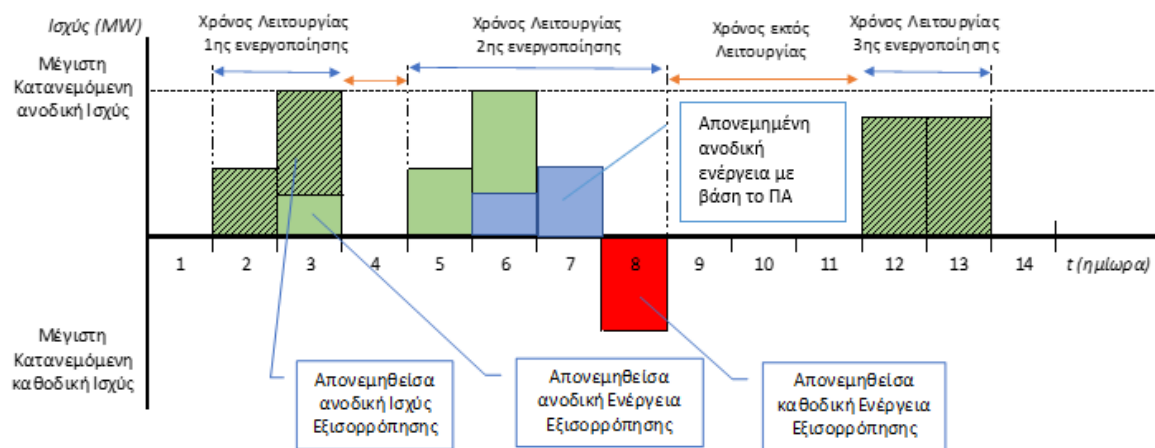 Ισχύς (MW)
Χρόνος Λειτουργίας
1ης ενεργοποίησης
Χρόνος Λειτουργίας
2ης ενεργοποίησης
Χρόνος εκτός
Λειτουργίας
Χρόνος Λειτουργίας
3ης ενεργοποίησης
Μέγιστη
Κατανεμόμενη
ανοδική Ισχύς
Απονεμημένη
ανοδική
ενέργεια με
βάση το ΠΑ
1 2 3 4 5 6 7 8 9 10 11 12 13 14 t (ημίωρα)
Μέγιστη
Κατανεμόμενη
καθοδική Ισχύς
Απονεμηθείσα
ανοδική Ισχύς
Εξισορρόπησης
Απονεμηθείσα
ανοδική Ενέργεια
Εξισορρόπησης
Απονεμηθείσα
καθοδική Ενέργεια
Εξισορρόπησης